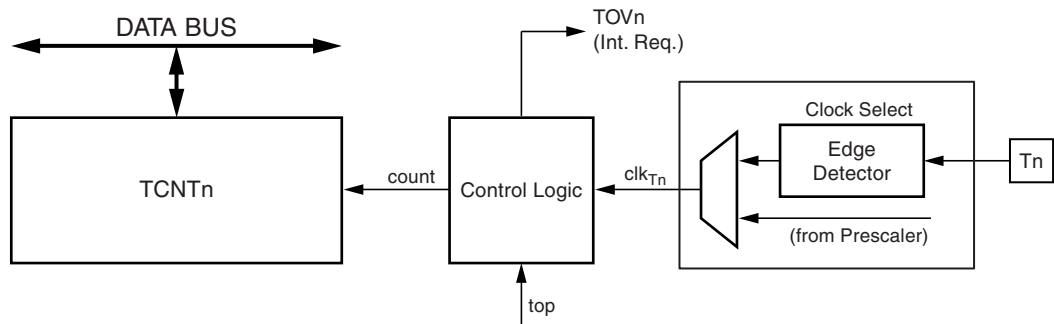 DATA BUS
TOVn
(Int. Req.)
Clock Select
TCNTn
count
Control Logic
clkTn
Edge
Detector
Tn
(from Prescaler)
top